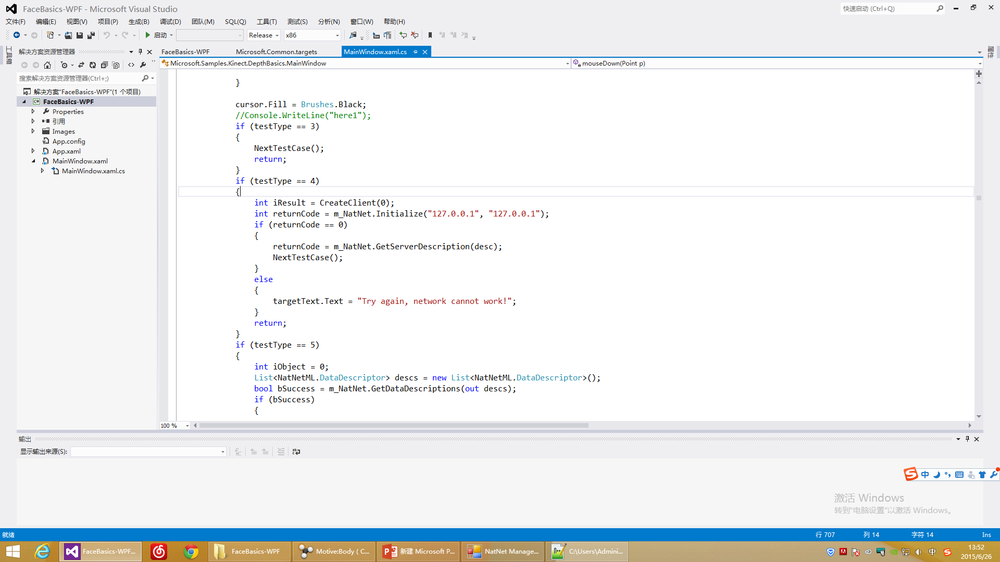 FaceBasics-WPF - Microsoft Visual Studio
快速启动 (Ctrl+Q)
文件(F) 编辑(E) 视图(V) 项目(P) 生成(B) 调试(D) 团队(M) SQL(Q) 工具(T) 测试(S) 分析(N) 窗口(W) 帮助(H)
启动 Release x86
工具箱
解决方案资源管理器
FaceBasics-WPF Microsoft.Common.targets MainWindow.xaml.cs
属性
Microsoft.Samples.Kinect.DepthBasics.MainWindow mouseDown(Point p)
搜索解决方案资源管理器(Ctrl+;)
解决方案"FaceBasics-WPF"(1 个项目)
C# FaceBasics-WPF
Properties
引用
Images
App.config
App.xaml
MainWindow.xaml
MainWindow.xaml.cs
}
cursor.Fill = Brushes.Black;
//Console.WriteLine("here1");
if (testType == 3)
{
NextTestCase();
return;
}
if (testType == 4)
{
int iResult = CreateClient(0);
int returnCode = m_NatNet.Initialize("127.0.0.1", "127.0.0.1");
if (returnCode == 0)
{
returnCode = m_NatNet.GetServerDescription(desc);
NextTestCase();
}
else
{
targetText.Text = "Try again, network cannot work!";
}
return;
}
if (testType == 5)
{
int iObject = 0;
List<NatNetML.DataDescriptor> descs = new List<NatNetML.DataDescriptor>();
bool bSuccess = m_NatNet.GetDataDescriptions(out descs);
if (bSuccess)
{
100 %
输出
显示输出来源(S):
中
激活 Windows
转到"电脑设置"以激活 Windows。
就绪 行 707 列 14 字符 14 Ins
FaceBasics-WPF... FaceBasics-WPF Motive:Body ( C... 新建 Microsoft P... NatNet Manage... C:\Users\Admini...
中
13:52
2015/6/26